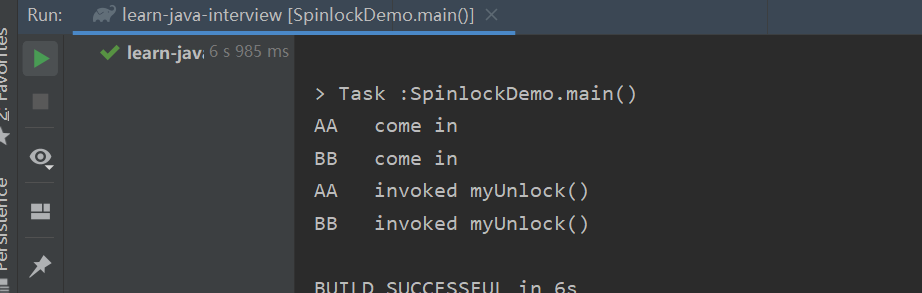 Run: learn-java-interview [SpinlockDemo.main()] ×
2: Favorites
learn-java 6 s 985 ms
> Task :SpinlockDemo.main()
AA come in
BB come in
AA invoked myUnlock()
BB invoked myUnlock()
Persistence
BUILD SUCCESSFUL in 6s